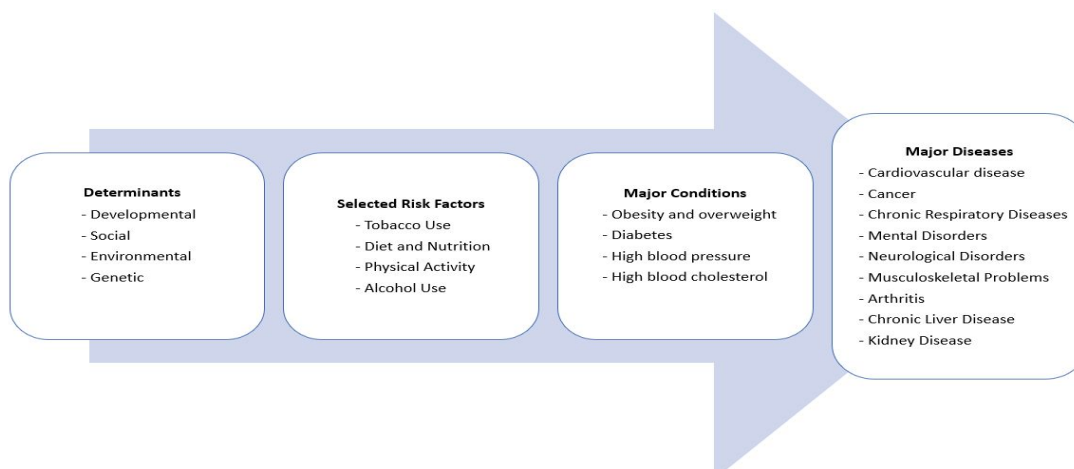 Determinants
- Developmental
- Social
- Environmental
- Genetic
Selected Risk Factors
- Tobacco Use
- Diet and Nutrition
- Physical Activity
- Alcohol Use
Major Conditions
- Obesity and overweight
- Diabetes
- High blood pressure
- High blood cholesterol
Major Diseases
- Cardiovascular disease
- Cancer
- Chronic Respiratory Diseases
- Mental Disorders
- Neurological Disorders
- Musculoskeletal Problems
- Arthritis
- Chronic Liver Disease
- Kidney Disease